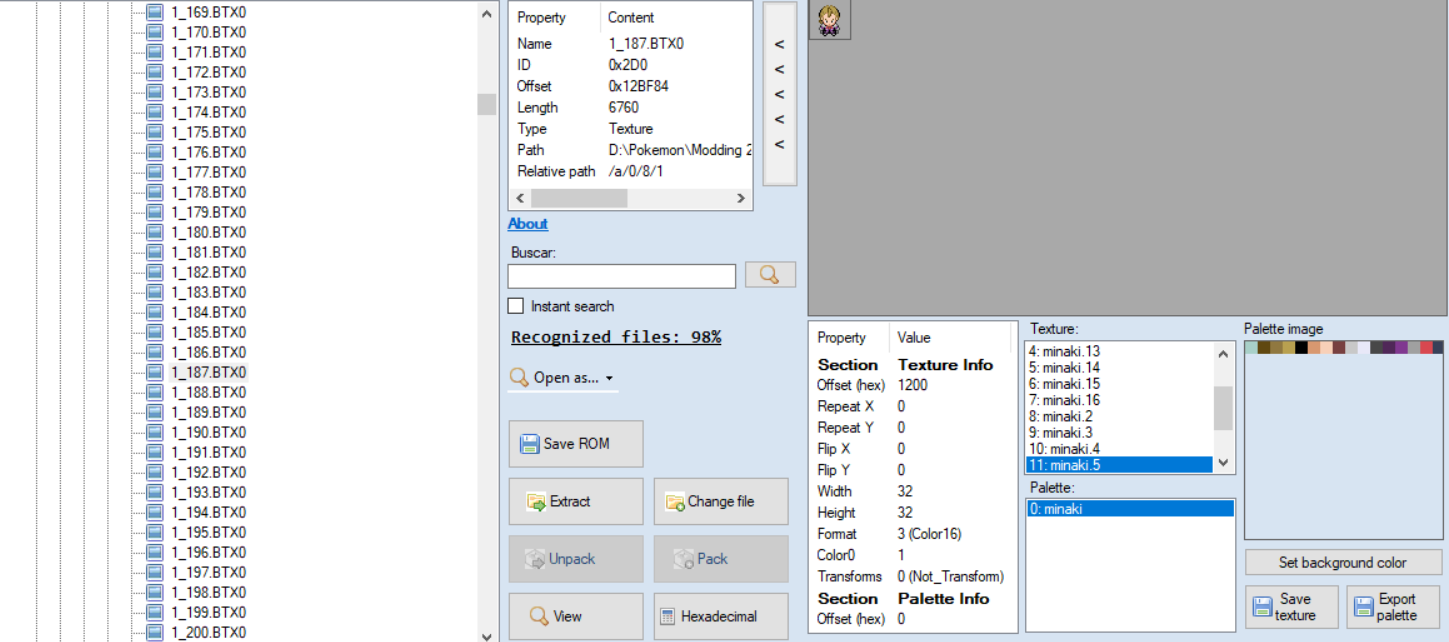 1_169.BTX0
1_170.BTX0
1_171.BTX0
1_172.BTX0
1_173.BTX0
1_174.BTX0
1_175.BTX0
1_176.BTX0
1_177.BTX0
1_178.BTX0
1_179.BTX0
1_180.BTX0
1_181.BTX0
1_182.BTX0
1_183.BTX0
1_184.BTX0
1_185.BTX0
1_186.BTX0
1_187.BTX0
1_188.BTX0
1_189.BTX0
1_190.BTX0
1_191.BTX0
1_192.BTX0
1_193.BTX0
1_194.BTX0
1_195.BTX0
1_196.BTX0
1_197.BTX0
1_198.BTX0
1_199.BTX0
1_200.BTX0
Property Content
Name 1_187.BTX0
ID 0x2D0
Offset 0x12BF84
Length 6760
Type Texture
Path D:\Pokemon\Modding 2
Relative path /a/0/8/1
<
<
<
<
<
About
Buscar:
Instant search
Recognized files: 98%
Open as...
Save ROM
Extract Change file
Unpack Pack
View Hexadecimal
Property Value
Section Texture Info
Offset (hex) 1200
Repeat X 0
Repeat Y 0
Flip X 0
Flip Y 0
Width 32
Height 32
Format 3 (Color16)
Color0 1
Transforms 0 (Not_Transform)
Section Palette Info
Offset (hex) 0
Texture:
4: minaki.13
5: minaki.14
6: minaki.15
7: minaki.16
8: minaki.2
9: minaki.3
10: minaki.4
11: minaki.5
Palette:
0: minaki
Palette image
Set background color
Save texture
Export palette